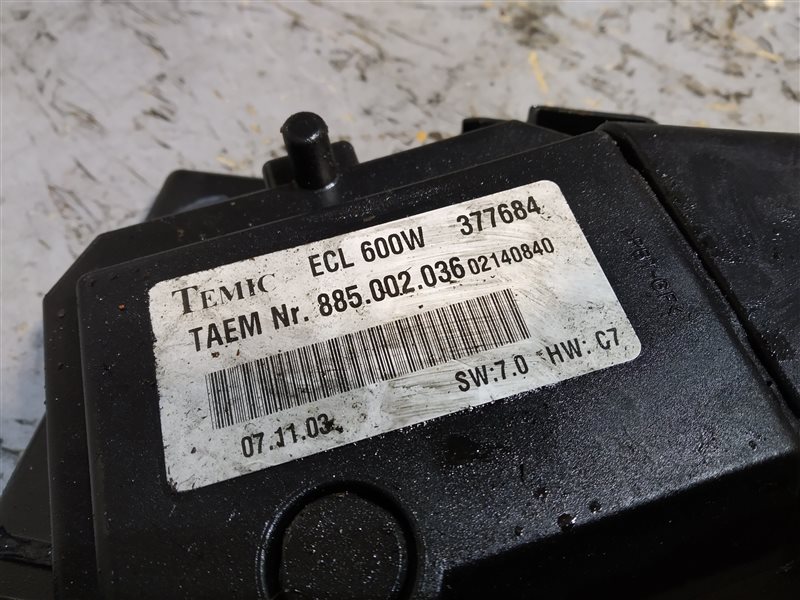 TEMIC ECL 600W 377684
TAEM Nr. 885.002.036 02140840
SW:7.0 HW: C7
07.11.03